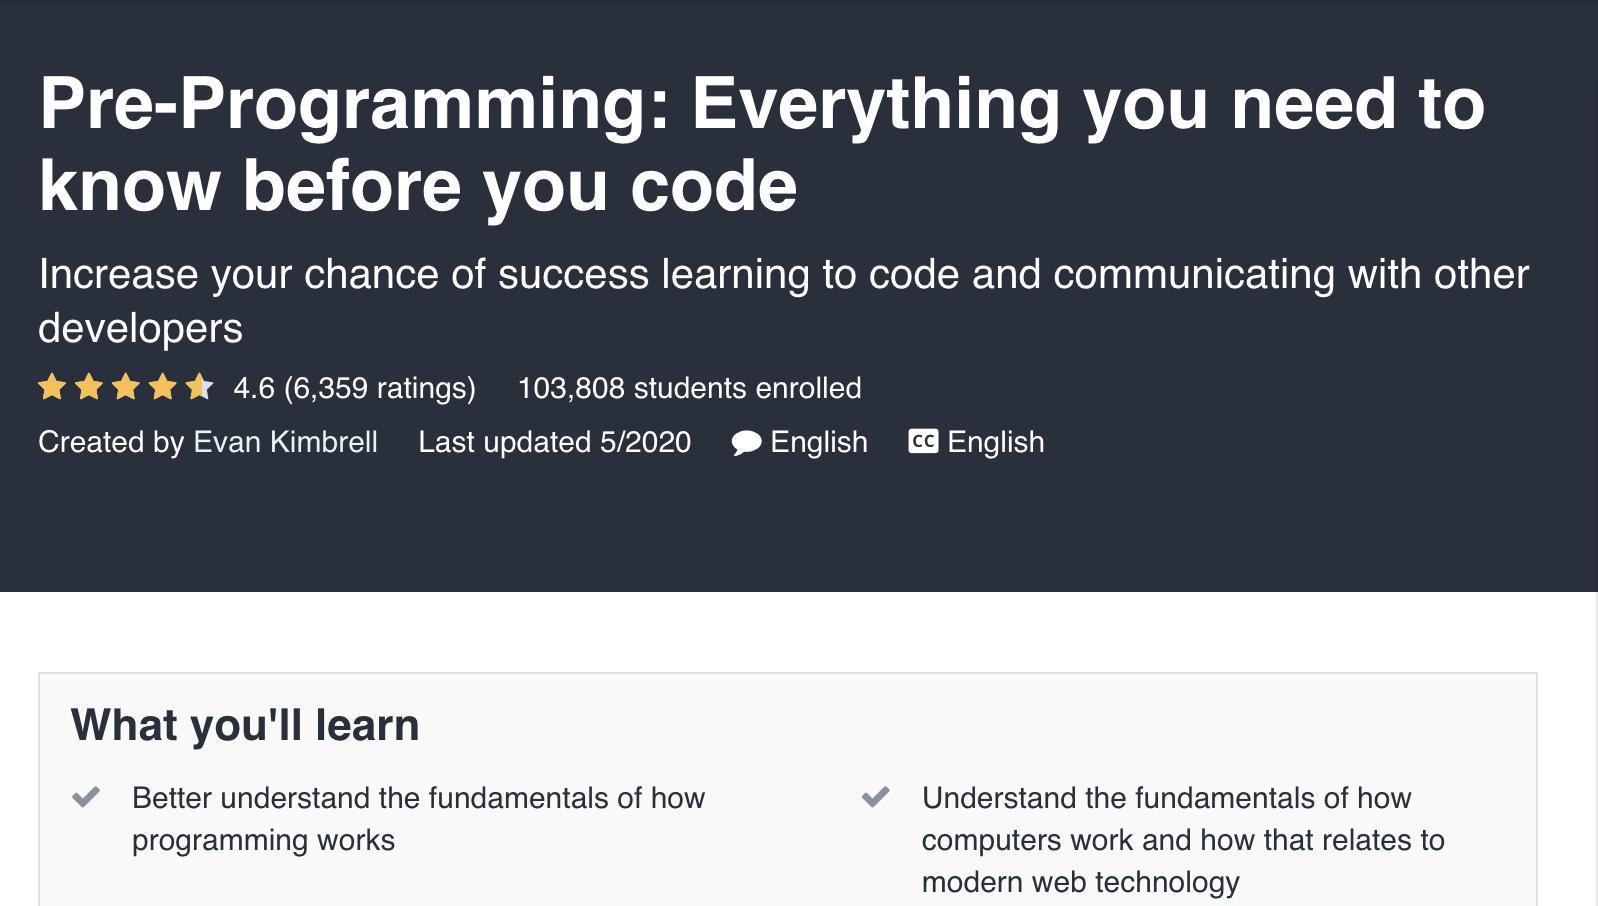 Pre-Programming: Everything you need to
know before you code
Increase your chance of success learning to code and communicating with other
developers
4.6 (6,359 ratings) 103,808 students enrolled
Created by Evan Kimbrell Last updated 5/2020 English CC English
What you'll learn
Better understand the fundamentals of how
programming works
Understand the fundamentals of how
computers work and how that relates to
modern web technology